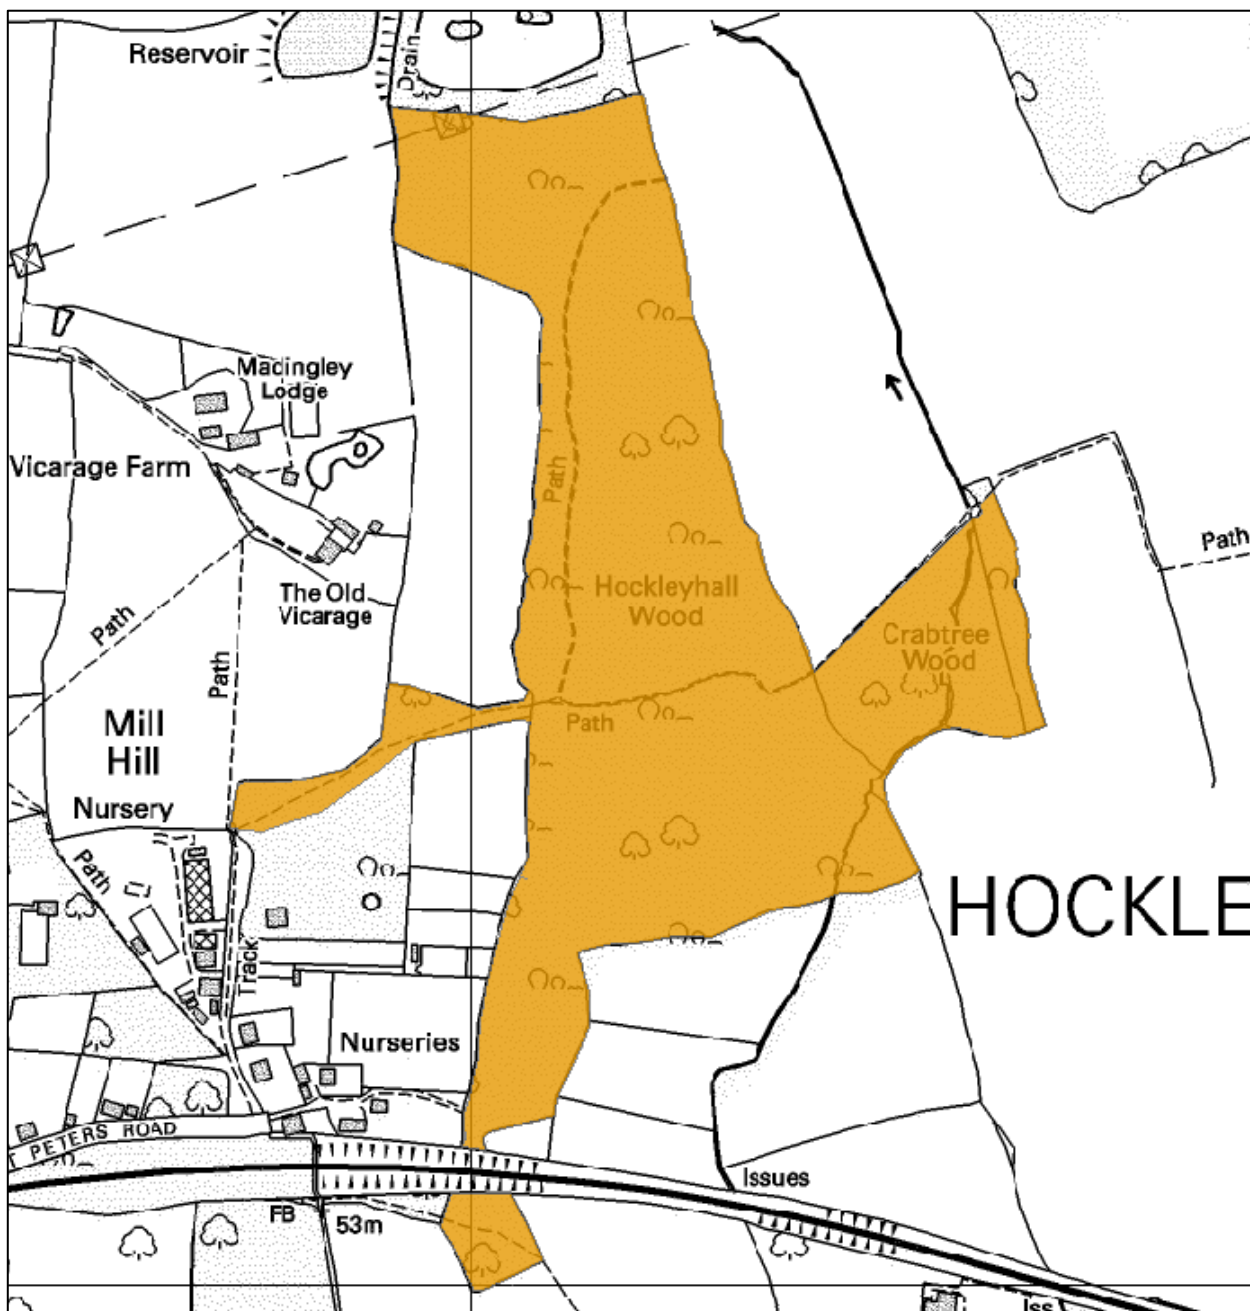 Reservoir
Drain
Madingley
Lodge
Vicarage Farm
Path
Path
The Old
Vicarage
Hockleyhall
Wood
Path
Path
Crabtree
Wood
Path
Mill
Hill
Nursery
Path
HOCKLE
Track
Nurseries
T PETERS ROAD
Issues
FB
53m
Iss